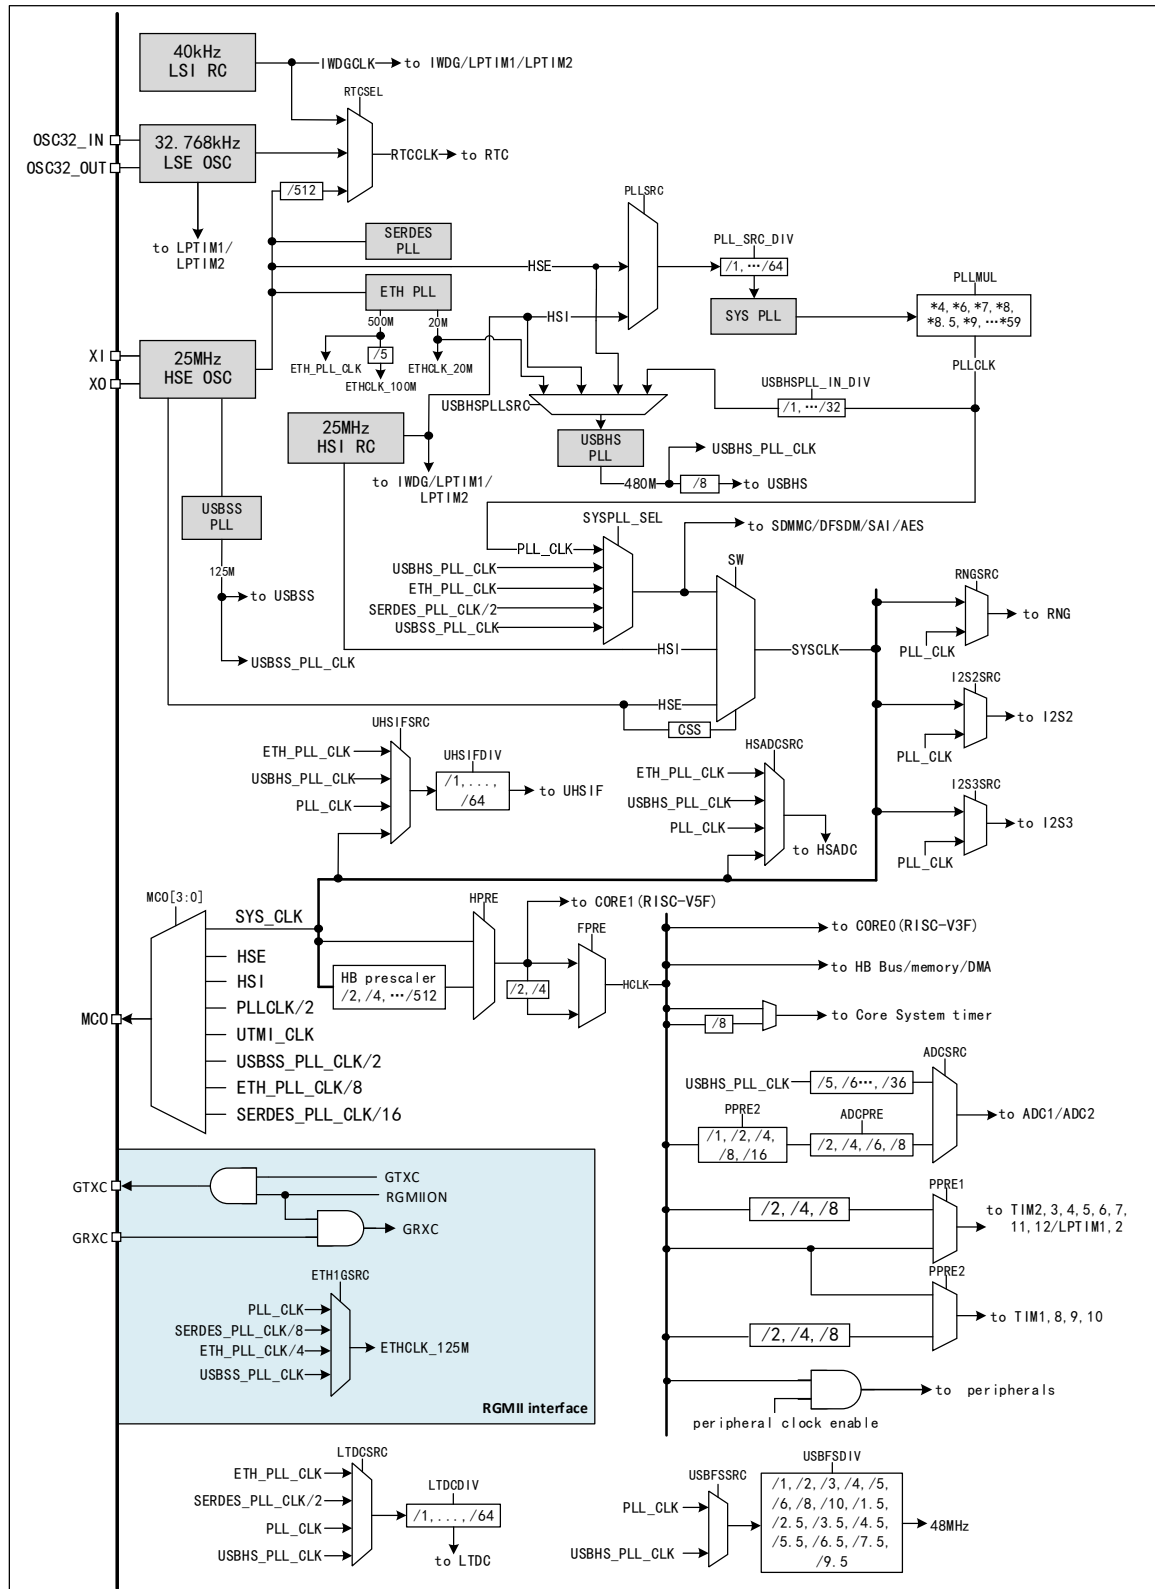 40kHz
LSI RC
IWDGCLK
to IWDG/LPTIM1/LPTIM2
RTCSEL
OSC32_IN
OSC32_OUT
32.768kHz
LSE OSC
RTCCLK
to RTC
/512
to LPTIM1/
LPTIM2
SERDES
PLL
HSE
PLLSRC
PLL_SRC_DIV
/1, …/64
ETH PLL
500M
20M
HSI
SYS PLL
PLLMUL
*4, *6, *7, *8,
*8.5, *9, …*59
XI
XO
25MHz
HSE OSC
ETH_PLL_CLK
/5
ETHCLK_100M
ETHCLK_20M
PLLCLK
USBHSPLL_IN_DIV
/1, …/32
USBHSPLLSRC
25MHz
HSI RC
USBHS
PLL
USBHS_PLL_CLK
480M
/8
to USBHS
to IWDG/LPTIM1/
LPTIM2
USBSS
PLL
125M
to USBSS
USBSS_PLL_CLK
SYSPLL_SEL
to SDMMC/DFSDM/SAI/AES
PLL_CLK
USBHS_PLL_CLK
ETH_PLL_CLK
SERDES_PLL_CLK/2
USBSS_PLL_CLK
SW
HSI
SYSCLK
HSE
CSS
RNGSRC
to RNG
PLL_CLK
I2S2SRC
to I2S2
PLL_CLK
I2S3SRC
to I2S3
PLL_CLK
UHSIFSRC
ETH_PLL_CLK
USBHS_PLL_CLK
PLL_CLK
UHSIFDIV
/1, ...,
/64
to UHSIF
HSADCSRC
ETH_PLL_CLK
USBHS_PLL_CLK
PLL_CLK
to HSADC
MCO[3:0]
SYS_CLK
HSE
HSI
PLLCLK/2
UTMI_CLK
USBSS_PLL_CLK/2
ETH_PLL_CLK/8
SERDES_PLL_CLK/16
MCO
HPRE
HB prescaler
/2, /4, …/512
to CORE1(RISC-V5F)
FPRE
/2, /4
HCLK
to CORE0(RISC-V3F)
to HB Bus/memory/DMA
/8
to Core System timer
ADCSRC
USBHS_PLL_CLK
/5, /6…, /36
PPRE2
/1, /2, /4,
/8, /16
ADCPRE
/2, /4, /6, /8
to ADC1/ADC2
PPRE1
/2, /4, /8
to TIM2, 3, 4, 5, 6, 7,
11, 12/LPTIM1, 2
PPRE2
/2, /4, /8
to TIM1, 8, 9, 10
to peripherals
peripheral clock enable
GTXC
GTXC
RGMIION
GRXC
GRXC
ETH1GSRC
PLL_CLK
SERDES_PLL_CLK/8
ETH_PLL_CLK/4
USBSS_PLL_CLK
ETHCLK_125M
RGMII interface
LTDCSRC
ETH_PLL_CLK
SERDES_PLL_CLK/2
PLL_CLK
USBHS_PLL_CLK
LTDCDIV
/1, ..., /64
to LTDC
USBFSSRC
PLL_CLK
USBHS_PLL_CLK
USBFSDIV
/1, /2, /3, /4, /5,
/6, /8, /10, /1.5,
/2.5, /3.5, /4.5,
/5.5, /6.5, /7.5,
/9.5
48MHz